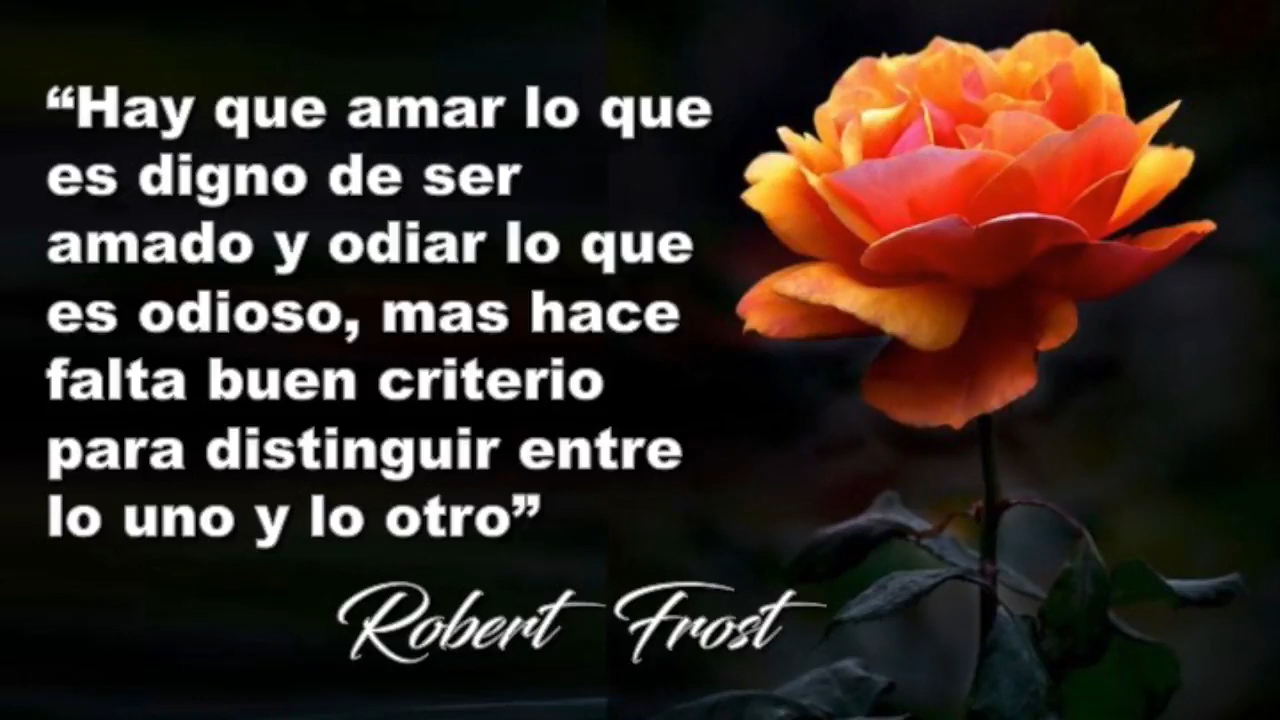 “Hay que amar lo que
es digno de ser
amado y odiar lo que
es odioso, mas hace
falta buen criterio
para distinguir entre
lo uno y lo otro”
Robert Frost